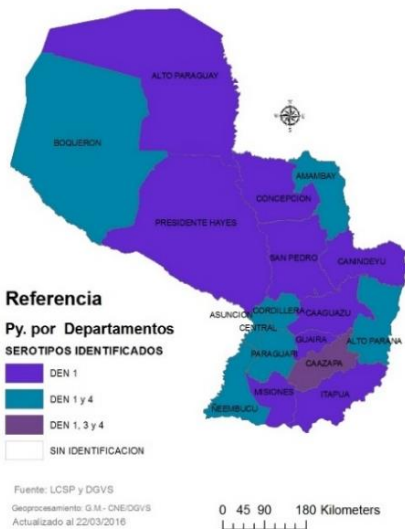 ALTO PARAGUAY
BOQUERON
AMAMBAY
CONCEPCION
PRESIDENTE HAYES
SAN PEDRO
CANINDEYU
Referencia
Py. por Departamentos
SEROTIPOS IDENTIFICADOS
DEN 1
DEN 1 y 4
DEN 1, 3 y 4
SIN IDENTIFICACION
ASUNCION
CORDILLERA
CAAGUAZU
CENTRAL
GUAIRA
ALTO PARANA
PARAGUARI
CAAZAPA
MISIONES
ITAPUA
ÑEEMBUCU
Fuente: LCSP y DGVS
Geoprocesamiento: G.M.- CNE/DGVS
Actualizado al 22/03/2016
0 45 90 180 Kilometers